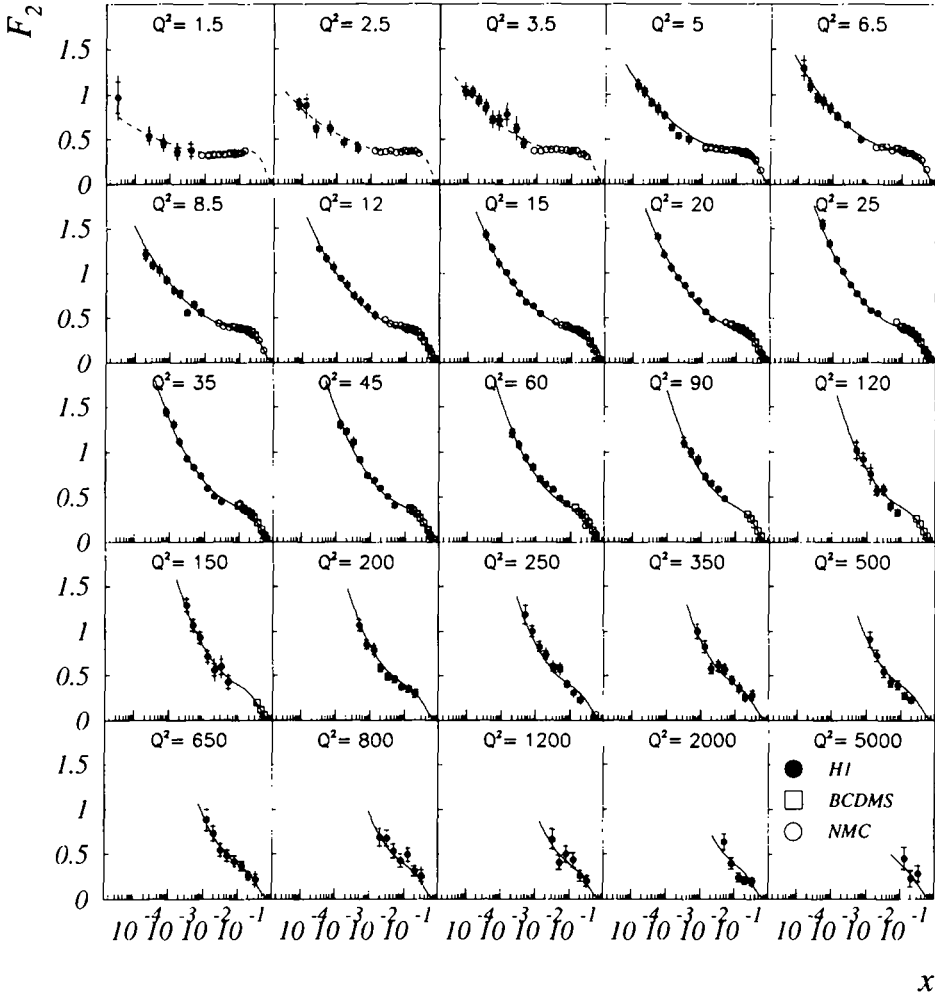 F₂
Q²= 1.5 Q²= 2.5 Q²= 3.5 Q²= 5 Q²= 6.5
1.5
1
0.5
0
Q²= 8.5 Q²= 12 Q²= 15 Q²= 20 Q²= 25
1.5
1
0.5
0
Q²= 35 Q²= 45 Q²= 60 Q²= 90 Q²= 120
1.5
1
0.5
0
Q²= 150 Q²= 200 Q²= 250 Q²= 350 Q²= 500
1.5
1
0.5
0
Q²= 650 Q²= 800 Q²= 1200 Q²= 2000 Q²= 5000
1.5
H1
1
BCDMS
NMC
0.5
0
10⁻⁴ 10⁻³ 10⁻² 10⁻¹ 10⁻⁴ 10⁻³ 10⁻² 10⁻¹ 10⁻⁴ 10⁻³ 10⁻² 10⁻¹ 10⁻⁴ 10⁻³ 10⁻² 10⁻¹ 10⁻⁴ 10⁻³ 10⁻² 10⁻¹
x